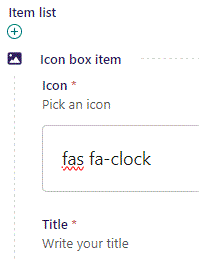 Item list
Icon box item
Icon *
Pick an icon
fas fa-clock
Title *
Write your title